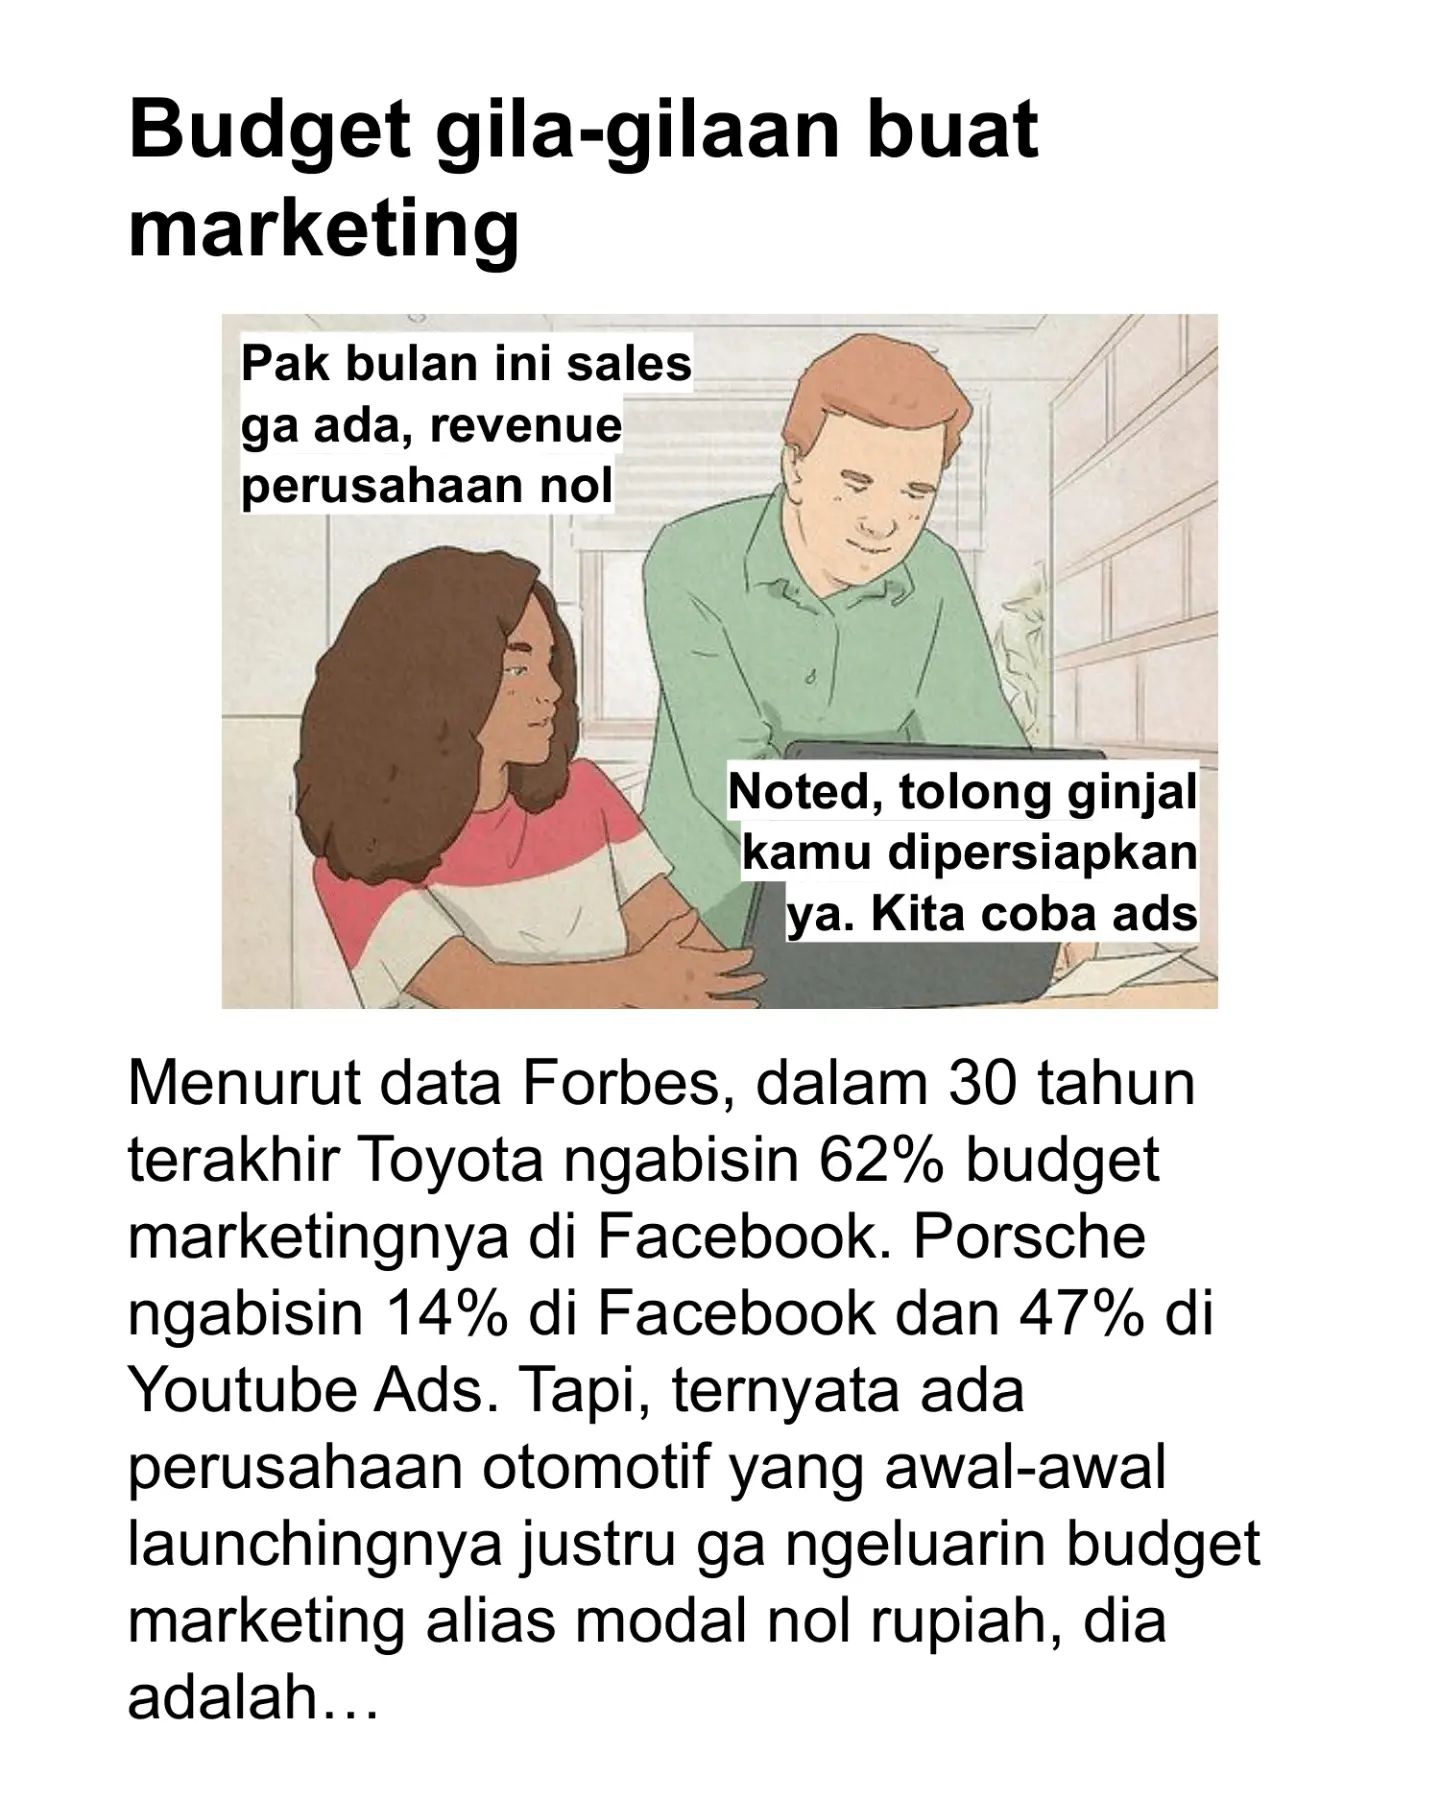 Budget gila-gilaan buat
marketing
Pak bulan ini sales
ga ada, revenue
perusahaan nol
Noted, tolong ginjal
kamu dipersiapkan
ya. Kita coba ads
Menurut data Forbes, dalam 30 tahun
terakhir Toyota ngabisin 62% budget
marketingnya di Facebook. Porsche
ngabisin 14% di Facebook dan 47% di
Youtube Ads. Tapi, ternyata ada
perusahaan otomotif yang awal-awal
launchingnya justru ga ngeluarin budget
marketing alias modal nol rupiah, dia
adalah…